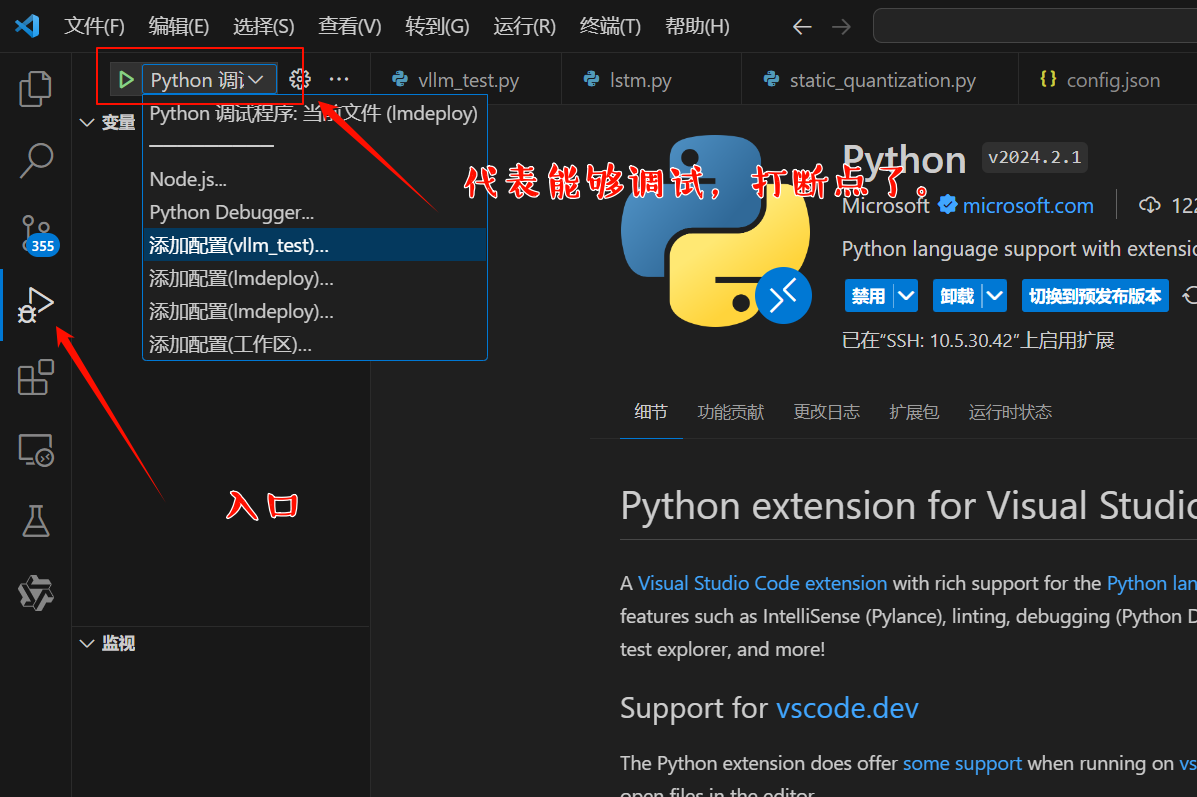 文件(F) 编辑(E) 选择(S) 查看(V) 转到(G) 运行(R) 终端(T) 帮助(H)
Python 调试 vllm_test.py lstm.py static_quantization.py {} config.json
变量
Python 调试程序: 当前文件 (lmdeploy)
Node.js...
Python Debugger...
添加配置(vllm_test)...
添加配置(lmdeploy)...
添加配置(lmdeploy)...
添加配置(工作区)...
代表能够调试，打断点了。
355
入口
监视
Python v2024.2.1
Microsoft microsoft.com 122
Python language support with extensio
禁用 卸载 切换到预发布版本
已在"SSH: 10.5.30.42"上启用扩展
细节 功能贡献 更改日志 扩展包 运行时状态
Python extension for Visual Studio
A Visual Studio Code extension with rich support for the Python lan
features such as IntelliSense (Pylance), linting, debugging (Python D
test explorer, and more!
Support for vscode.dev
The Python extension does offer some support when running on vs
open files in the editor.